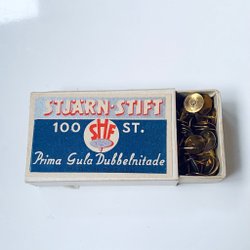 STJÄRN-STIFT
100 SHF ST.
Prima Gula Dubbelnitade